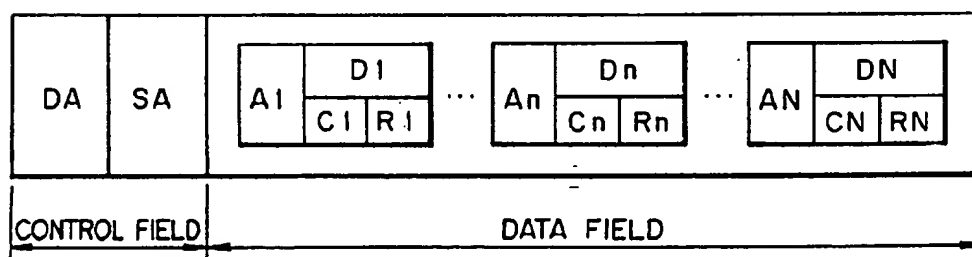 DA SA A1 D1 C1 R1 ... An Dn Cn Rn ... AN DN CN RN
CONTROL FIELD DATA FIELD